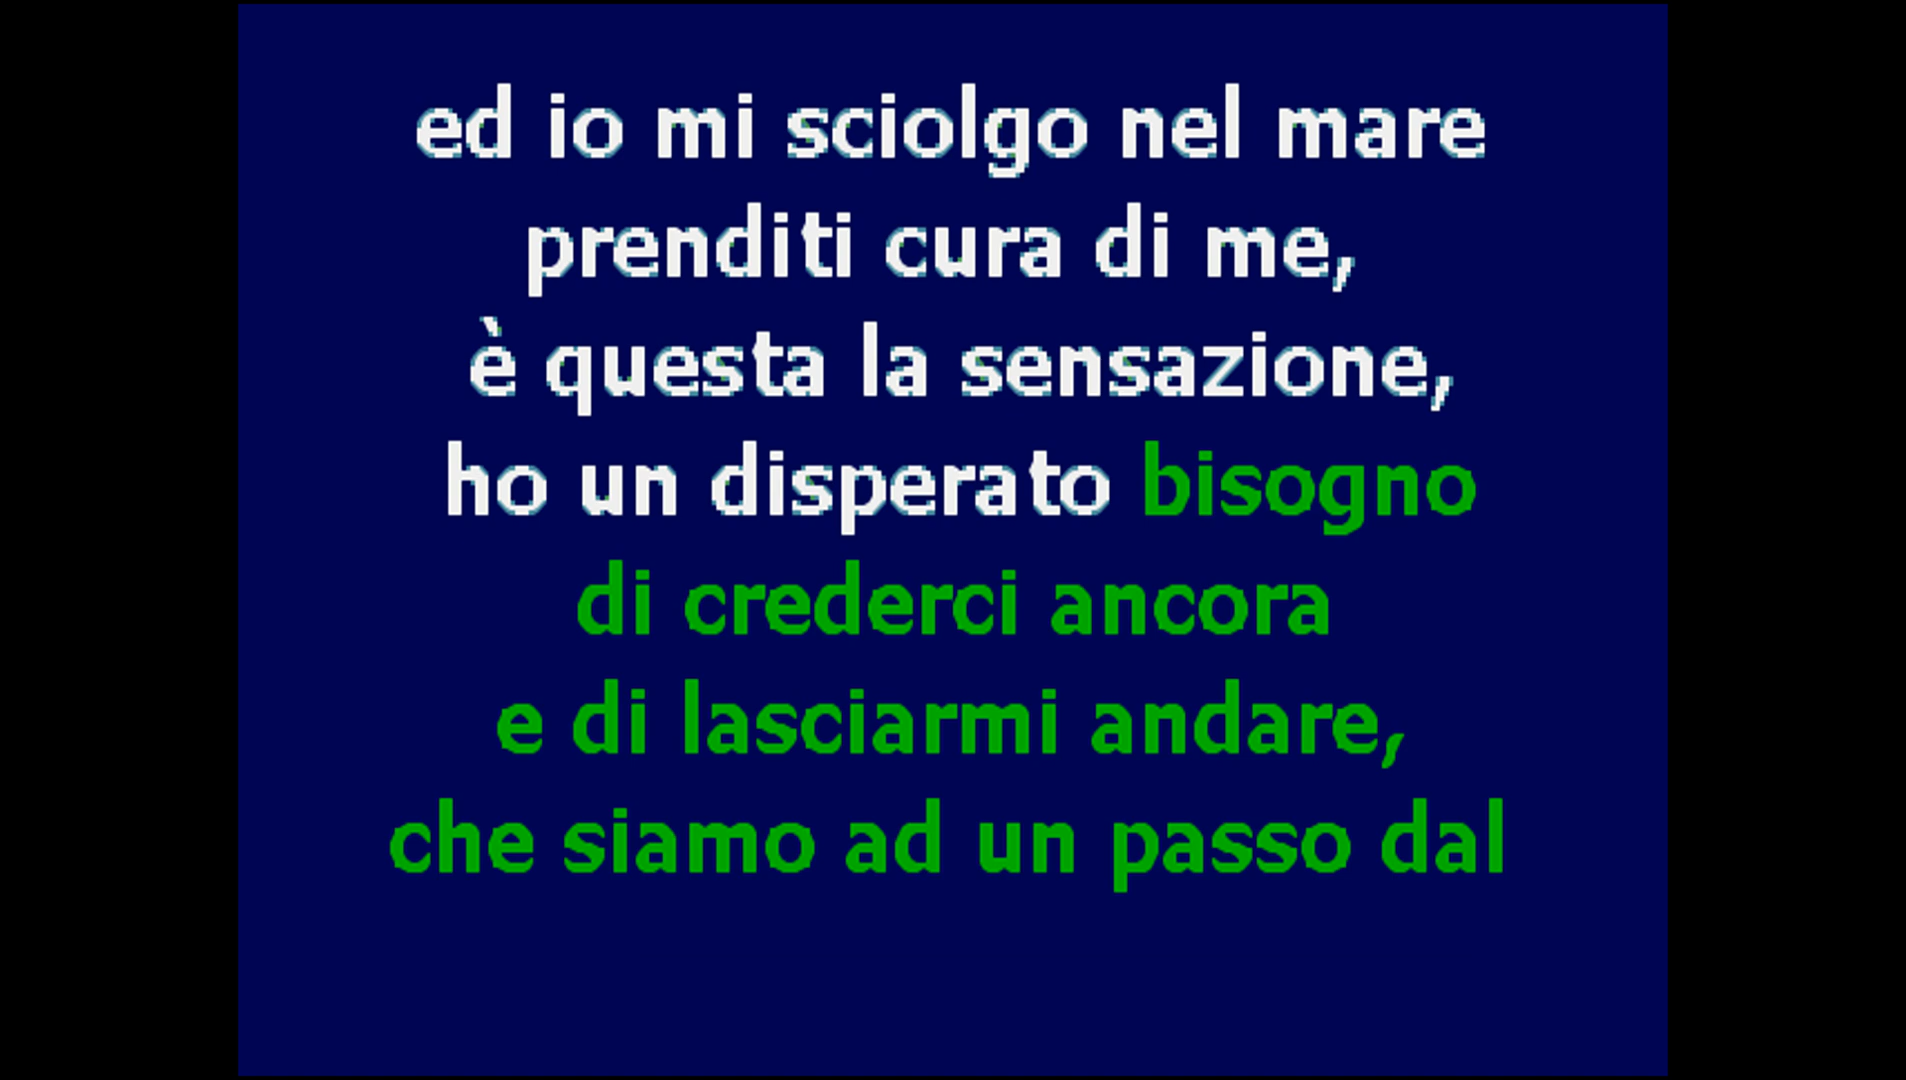 ed io mi sciolgo nel mare
prenditi cura di me,
è questa la sensazione,
ho un disperato bisogno
di crederci ancora
e di lasciarmi andare,
che siamo ad un passo dal